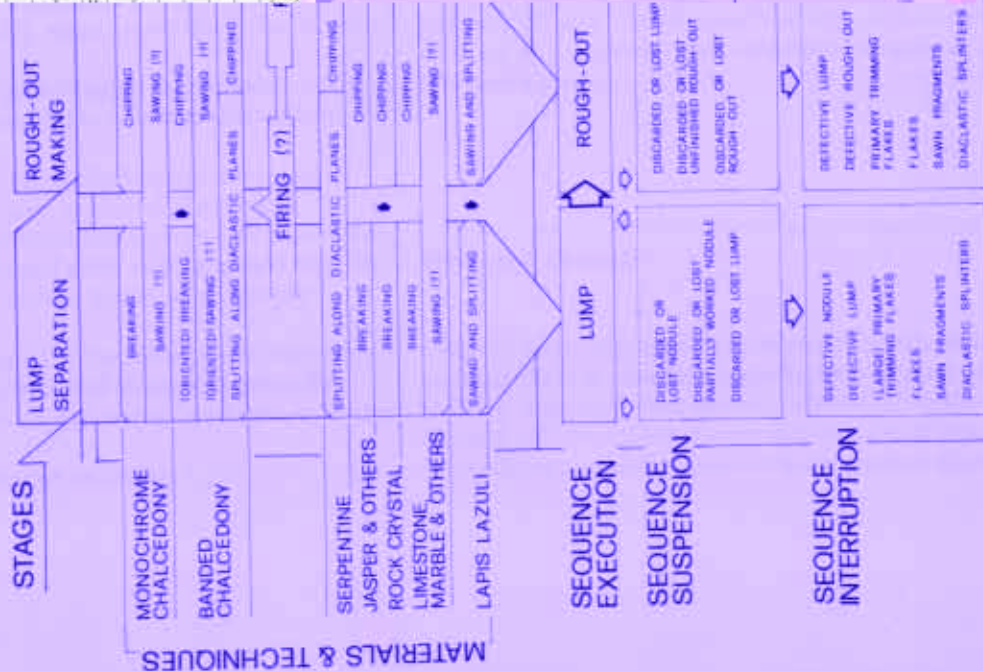 STAGES
LUMP
SEPARATION
ROUGH-OUT
MAKING
MATERIALS & TECHNIQUES
MONOCHROME
CHALCEDONY
BREAKING
CHIPPING
SAWING (?)
SAWING (?)
BANDED
CHALCEDONY
(ORIENTED) BREAKING
CHIPPING
(ORIENTED) SAWING (?)
SAWING (?)
SPLITTING ALONG DIACLASTIC PLANES
CHIPPING
FIRING (?)
SERPENTINE
SPLITTING ALONG DIACLASTIC PLANES
CHIPPING
JASPER & OTHERS
BREAKING
CHIPPING
ROCK CRYSTAL
BREAKING
CHIPPING
LIMESTONE
MARBLE & OTHERS
BREAKING
CHIPPING
SAWING (?)
SAWING (?)
LAPIS LAZULI
SAWING AND SPLITTING
SAWING AND SPLITTING
SEQUENCE
EXECUTION
LUMP
ROUGH-OUT
SEQUENCE
SUSPENSION
DISCARDED OR
LOST NODULE
DISCARDED OR LOST
PARTIALLY WORKED NODULE
DISCARDED OR LOST LUMP
DISCARDED OR LOST LUMP
DISCARDED OR LOST
UNFINISHED ROUGH-OUT
DISCARDED OR LOST
ROUGH OUT
SEQUENCE
INTERRUPTION
DEFECTIVE NODULE
DEFECTIVE LUMP
LARGE PRIMARY
TRIMMING FLAKES
FLAKES
SAWN FRAGMENTS
DIACLASTIC SPLINTERS
DEFECTIVE LUMP
DEFECTIVE ROUGH-OUT
PRIMARY TRIMMING
FLAKES
FLAKES
SAWN FRAGMENTS
DIACLASTIC SPLINTERS